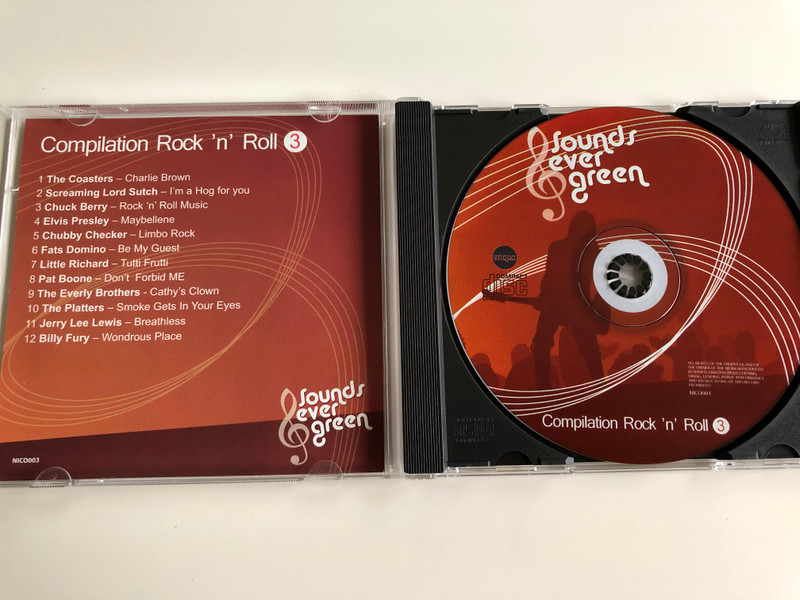 Compilation Rock 'n' Roll 3
1 The Coasters – Charlie Brown
2 Screaming Lord Sutch – I'm a Hog for you
3 Chuck Berry – Rock 'n' Roll Music
4 Elvis Presley – Maybellene
5 Chubby Checker – Limbo Rock
6 Fats Domino – Be My Guest
7 Little Richard – Tutti Frutti
8 Pat Boone – Don't Forbid ME
9 The Everly Brothers - Cathy's Clown
10 The Platters – Smoke Gets In Your Eyes
11 Jerry Lee Lewis – Breathless
12 Billy Fury – Wondrous Place
sounds
ever
green
NICO003
sounds
ever
green
mcps
COMPACT
disc
NICO003
Compilation Rock 'n' Roll 3